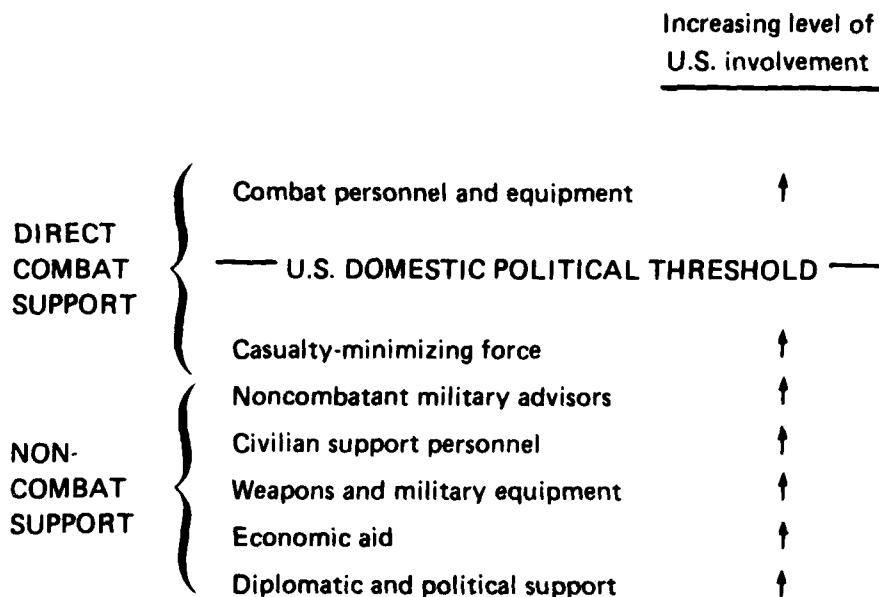 Increasing level of
U.S. involvement
Combat personnel and equipment
DIRECT
COMBAT
SUPPORT
U.S. DOMESTIC POLITICAL THRESHOLD
Casualty-minimizing force
Noncombatant military advisors
Civilian support personnel
NON-
COMBAT
SUPPORT
Weapons and military equipment
Economic aid
Diplomatic and political support